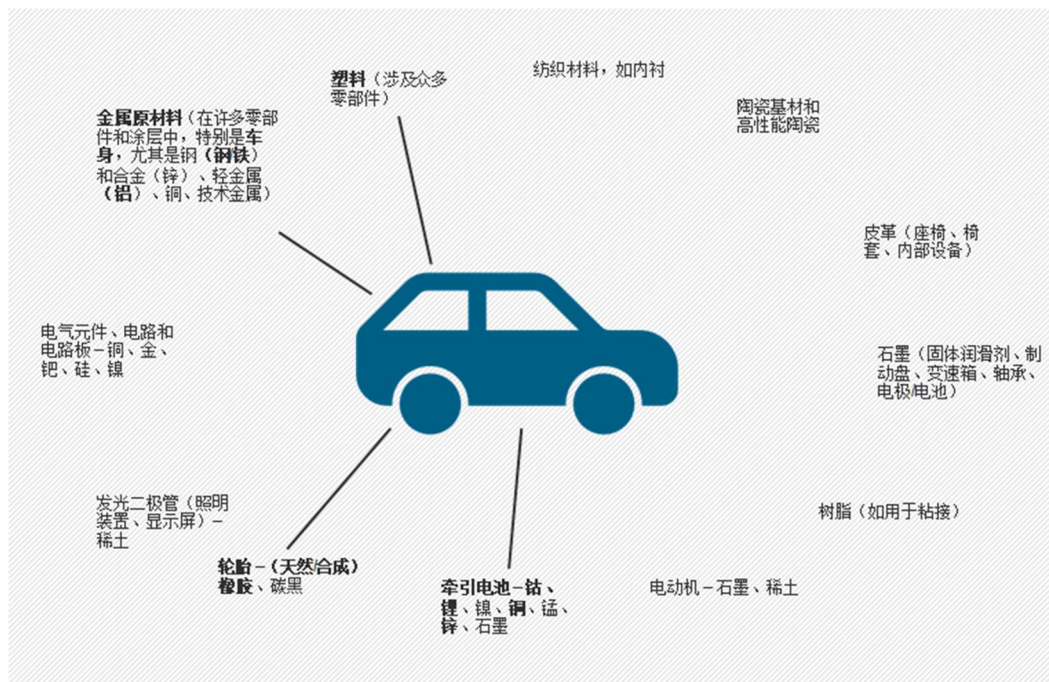 塑料（涉及众多
零部件）
纺织材料，如内衬
陶瓷基材和
高性能陶瓷
金属原材料（在许多零部
件和涂层中，特别是车
身，尤其是钢（钢铁）
和合金（锌）、轻金属
（铝）、铜、技术金属）
皮革（座椅、椅
套、内部设备）
电气元件、电路和
电路板－铜、金、
钯、硅、镍
石墨（固体润滑剂、制
动盘、变速箱、轴承、
电极/电池）
发光二极管（照明
装置、显示屏）－
稀土
树脂（如用于粘接）
轮胎－（天然/合成）
橡胶、碳黑
牵引电池－钴、
锂、镍、铜、锰、
锌、石墨
电动机－石墨、稀土